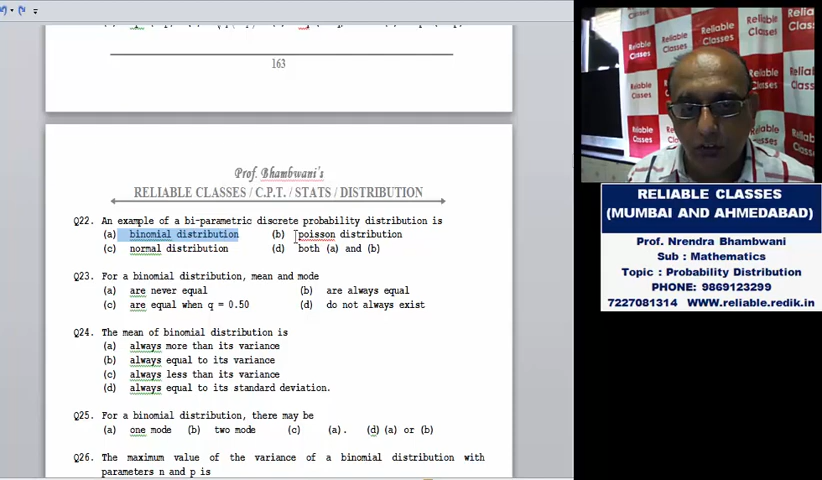 163
Prof. Bhambwani's
RELIABLE CLASSES / C.P.T. / STATS / DISTRIBUTION
Q22. An example of a bi-parametric discrete probability distribution is
(a) binomial distribution (b) poisson distribution
(c) normal distribution (d) both (a) and (b)
Q23. For a binomial distribution, mean and mode
(a) are never equal (b) are always equal
(c) are equal when q = 0.50 (d) do not always exist
Q24. The mean of binomial distribution is
(a) always more than its variance
(b) always equal to its variance
(c) always less than its variance
(d) always equal to its standard deviation.
Q25. For a binomial distribution, there may be
(a) one mode (b) two mode (c) (a). (d) (a) or (b)
Q26. The maximum value of the variance of a binomial distribution with
parameters n and p is
Reliable
Classes
RELIABLE CLASSES
(MUMBAI AND AHMEDABAD)
Prof. Nrendra Bhambwani
Sub : Mathematics
Topic : Probability Distribution
PHONE: 9869123299
7227081314 WWW.reliable.redik.in